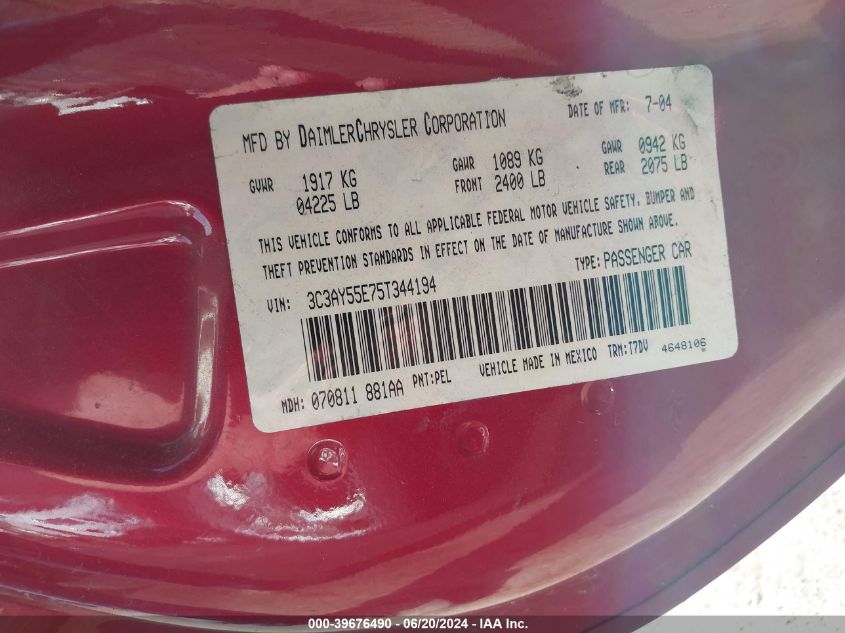 MFD BY DAIMLERCHRYSLER CORPORATION DATE OF MFR: 7-04
GVWR 1917 KG GAWR 1089 KG GAWR 0942 KG
04225 LB FRONT 2400 LB REAR 2075 LB
THIS VEHICLE CONFORMS TO ALL APPLICABLE FEDERAL MOTOR VEHICLE SAFETY, BUMPER AND
THEFT PREVENTION STANDARDS IN EFFECT ON THE DATE OF MANUFACTURE SHOWN ABOVE.
VIN: 3C3AY55E75T344194 TYPE: PASSENGER CAR
MDH: 070811 881AA PNT:PEL VEHICLE MADE IN MEXICO TRM:T7DV 4648106
000-39676490 - 06/20/2024 - IAA Inc.